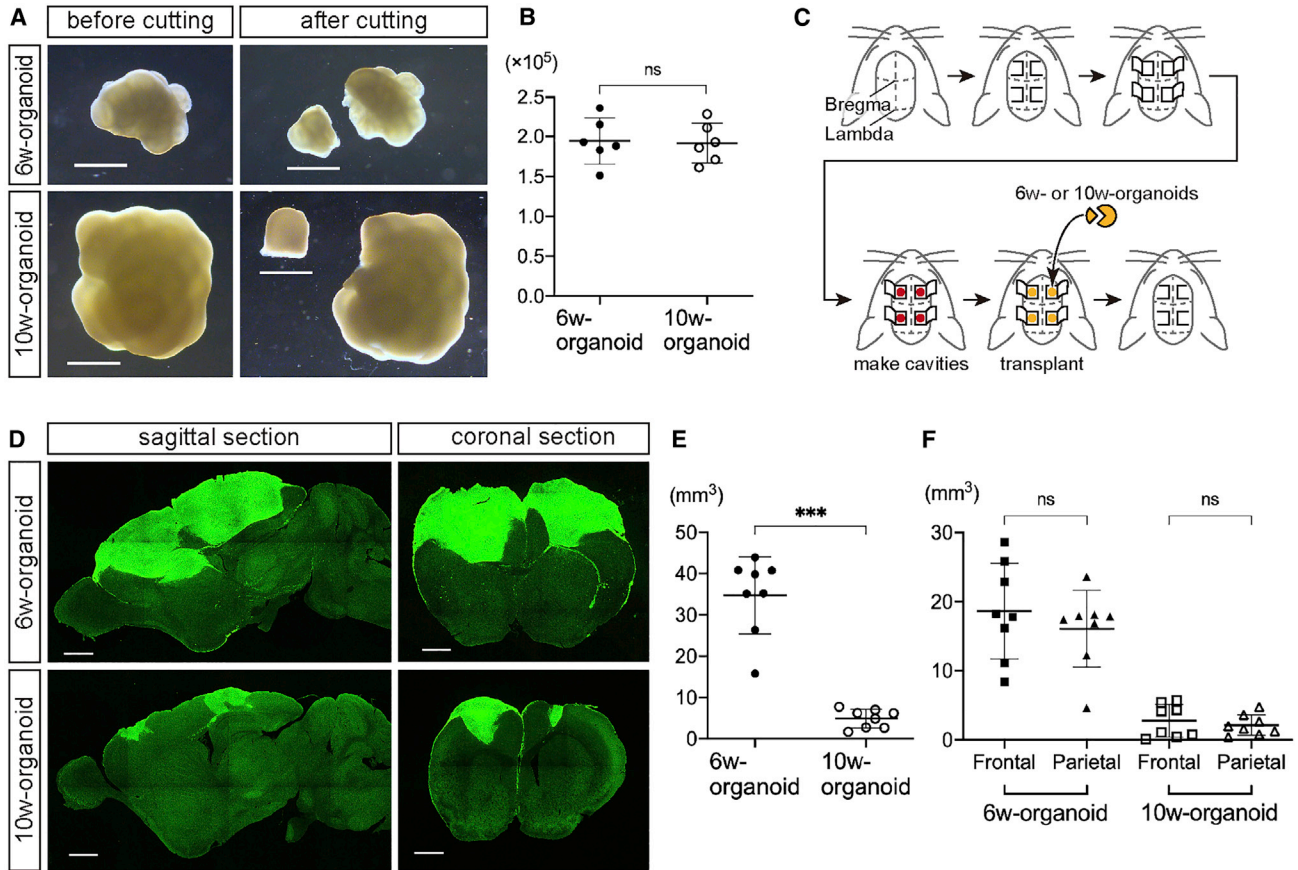 A
before cutting
after cutting
6w-organoid
10w-organoid
B
(×10⁵)
ns
2.5
2.0
1.5
1.0
0.5
0.0
6w-
organoid
10w-
organoid
C
Bregma
Lambda
6w- or 10w-organoids
make cavities
transplant
D
sagittal section
coronal section
6w-organoid
10w-organoid
E
(mm³)
***
50
40
30
20
10
0
6w-
organoid
10w-
organoid
F
(mm³)
ns
ns
30
20
10
0
Frontal
Parietal
Frontal
Parietal
6w-organoid
10w-organoid